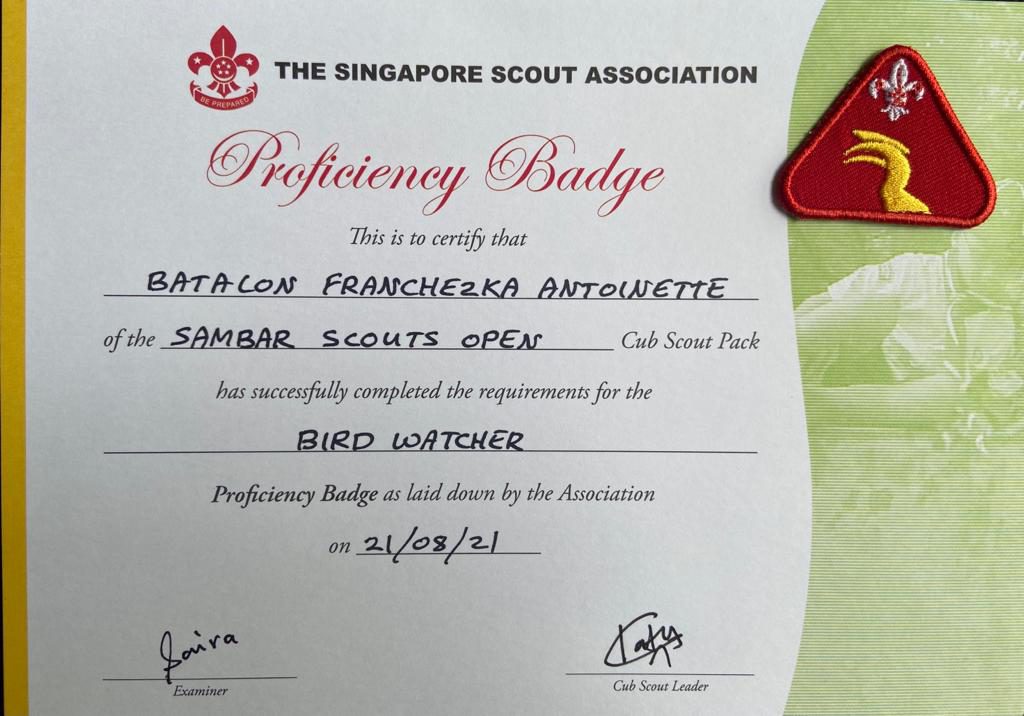 BE PREPARED
THE SINGAPORE SCOUT ASSOCIATION
Proficiency Badge
This is to certify that
BATALON FRANCHEZKA ANTOINETTE
of the SAMBAR SCOUTS OPEN Cub Scout Pack
has successfully completed the requirements for the
BIRD WATCHER
Proficiency Badge as laid down by the Association
on 21/08/21
Saira
Examiner
Cub Scout Leader